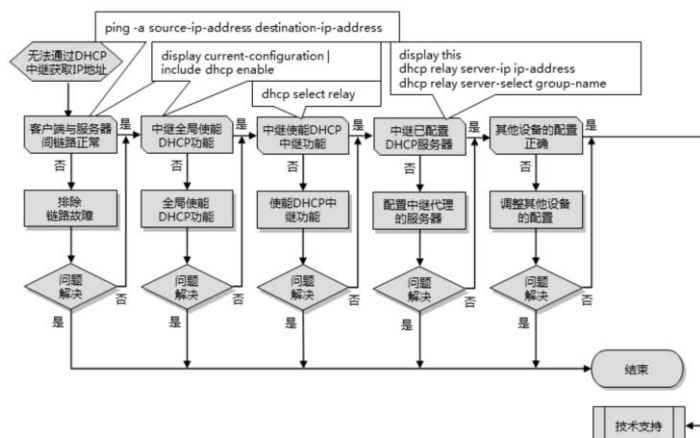 ping -a source-ip-address destination-ip-address
无法通过DHCP
中继获取IP地址
display current-configuration |
include dhcp enable
dhcp select relay
display this
dhcp relay server-ip ip-address
dhcp relay server-select group-name
客户端与服务器
间链路正常
是
中继全局使能
DHCP功能
是
中继使能DHCP
中继功能
是
中继已配置
DHCP服务器
是
其他设备的配置
正确
是
否
否
否
否
否
排除
链路故障
全局使能
DHCP功能
使能DHCP中
继功能
配置中继代理
的服务器
调整其他设备
的配置
问题
解决
否
问题
解决
否
问题
解决
否
问题
解决
否
问题
解决
否
是
是
是
是
是
结束
技术支持